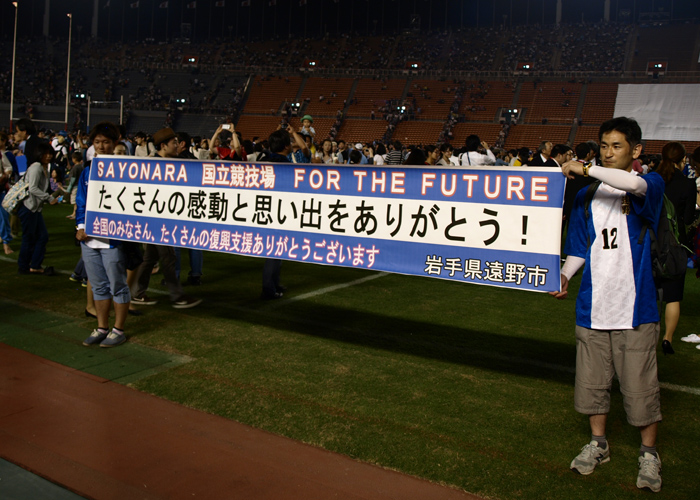 SAYONARA 国立競技場 FOR THE FUTURE
たくさんの感動と思い出をありがとう！
全国のみなさん、たくさんの復興支援ありがとうございます
岩手県遠野市
12